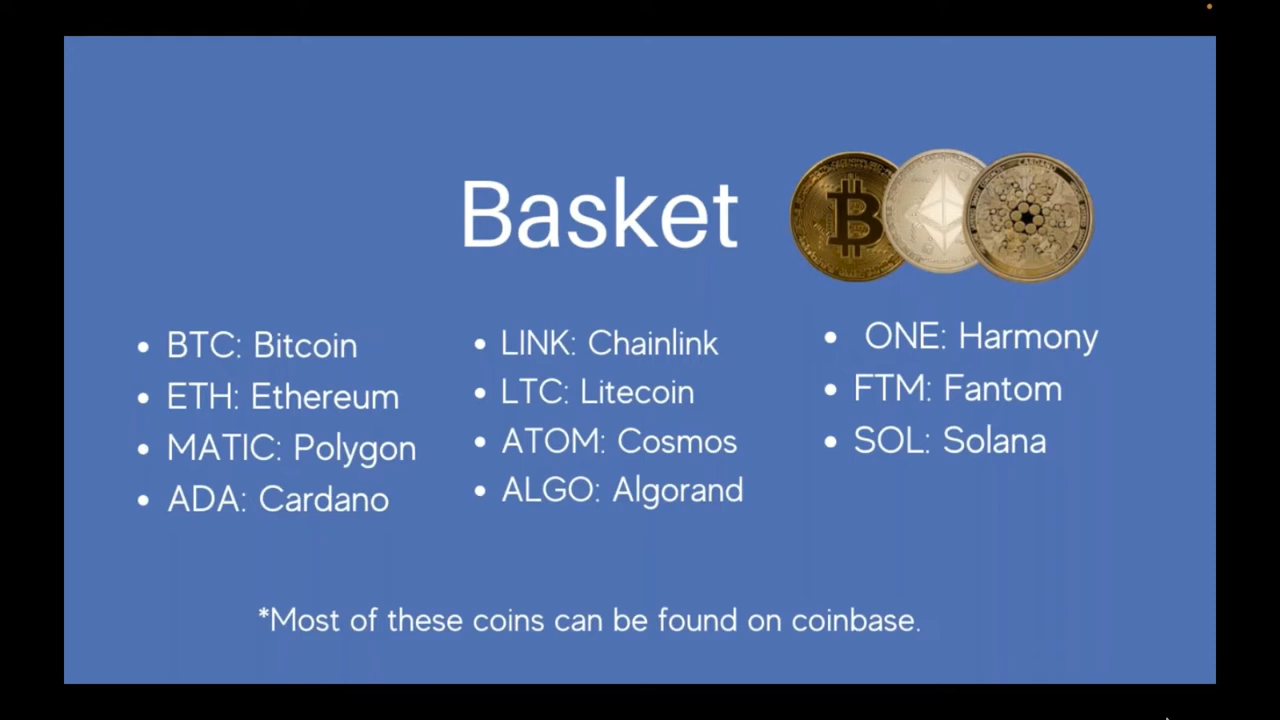 Basket
• BTC: Bitcoin
• ETH: Ethereum
• MATIC: Polygon
• ADA: Cardano
• LINK: Chainlink
• LTC: Litecoin
• ATOM: Cosmos
• ALGO: Algorand
• ONE: Harmony
• FTM: Fantom
• SOL: Solana
*Most of these coins can be found on coinbase.